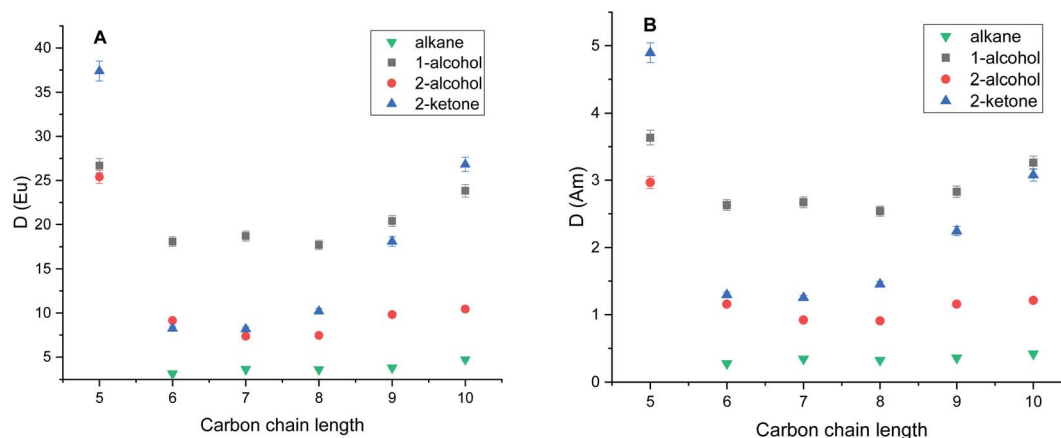 A
alkane
1-alcohol
2-alcohol
2-ketone
D (Eu)
40
35
30
25
20
15
10
5
5 6 7 8 9 10
Carbon chain length
B
alkane
1-alcohol
2-alcohol
2-ketone
D (Am)
5
4
3
2
1
0
5 6 7 8 9 10
Carbon chain length